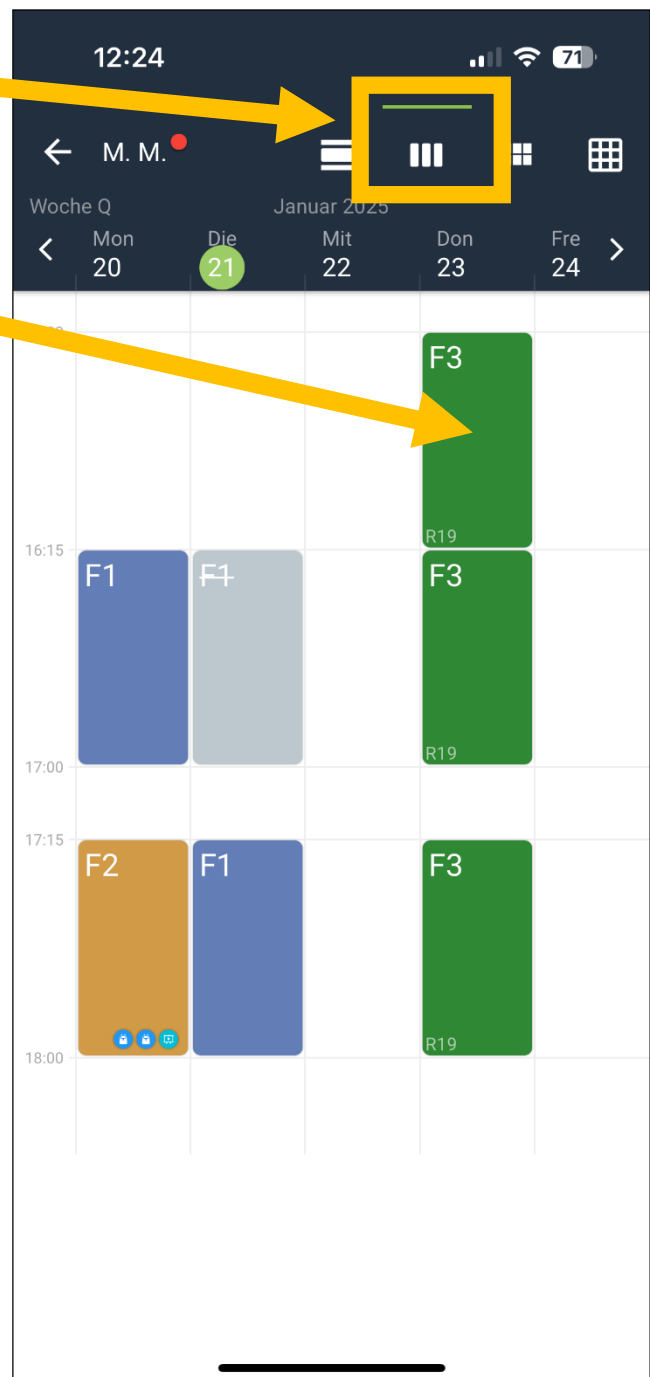 12:24
71
M. M.
Woche Q
Januar 2025
Mon
Die
Mit
Don
Fre
20
21
22
23
24
F3
R19
16:15
F1
F1
F3
R19
17:00
17:15
F2
F1
F3
R19
18:00